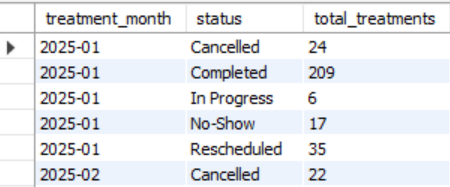 treatment_month status total_treatments
2025-01 Cancelled 24
2025-01 Completed 209
2025-01 In Progress 6
2025-01 No-Show 17
2025-01 Rescheduled 35
2025-02 Cancelled 22